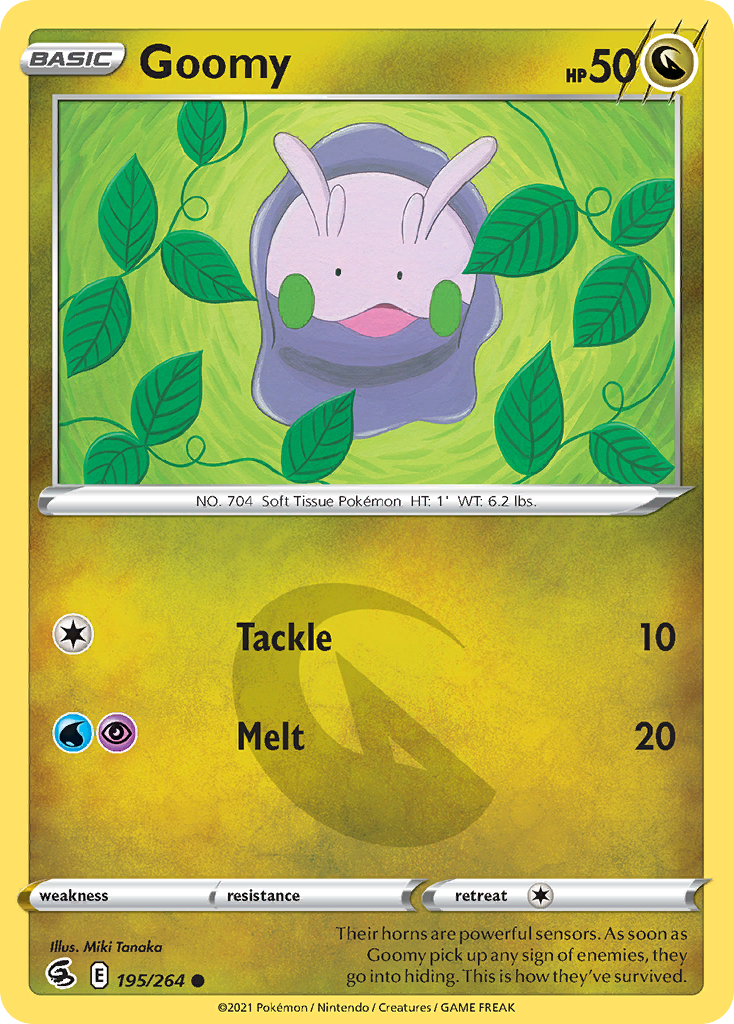 BASIC Goomy HP 50
NO. 704 Soft Tissue Pokémon HT: 1' WT: 6.2 lbs.
Tackle 10
Melt 20
weakness resistance retreat
Illus. Miki Tanaka
Their horns are powerful sensors. As soon as
Goomy pick up any sign of enemies, they
go into hiding. This is how they've survived.
E 195/264
©2021 Pokémon / Nintendo / Creatures / GAME FREAK